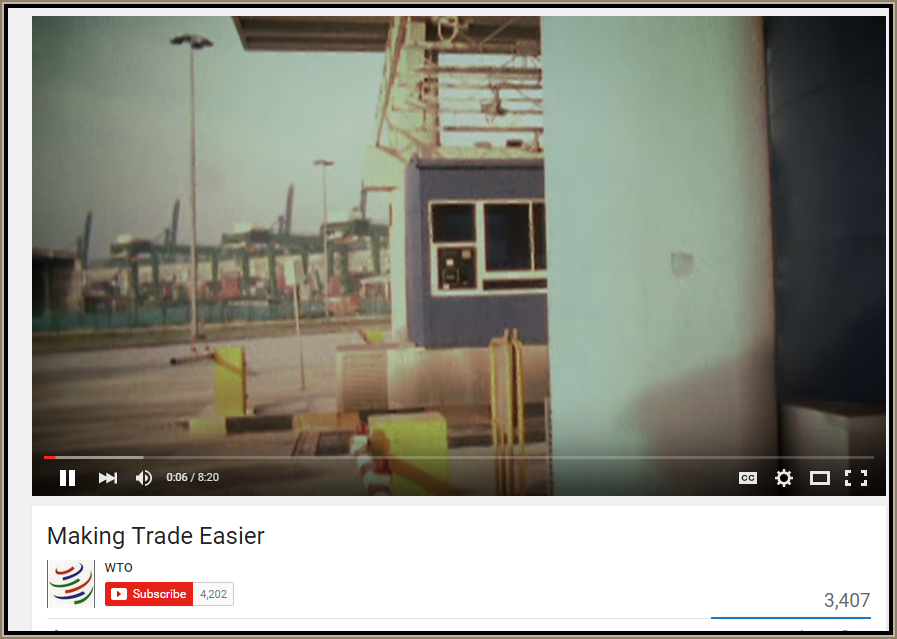 0:06 / 8:20
CC
Making Trade Easier
WTO
Subscribe 4,202
3,407